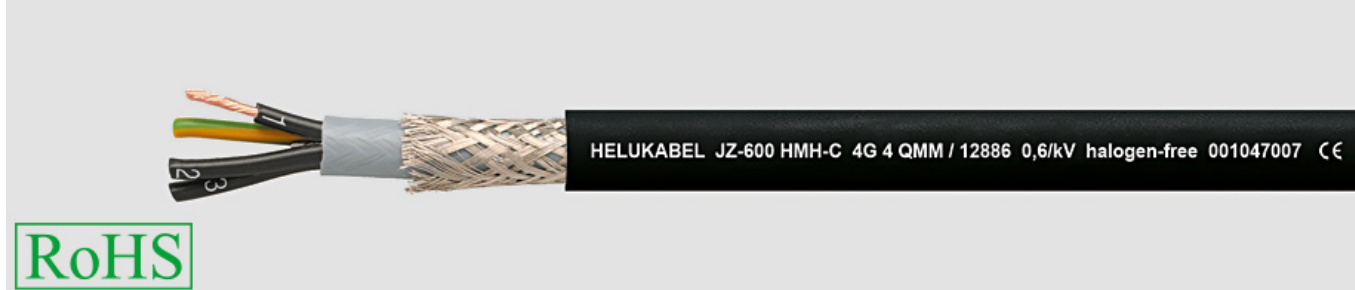 1
2
3
HELUKABEL JZ-600 HMH-C 4G 4 QMM / 12886 0,6/kV halogen-free 001047007 CE
RoHS